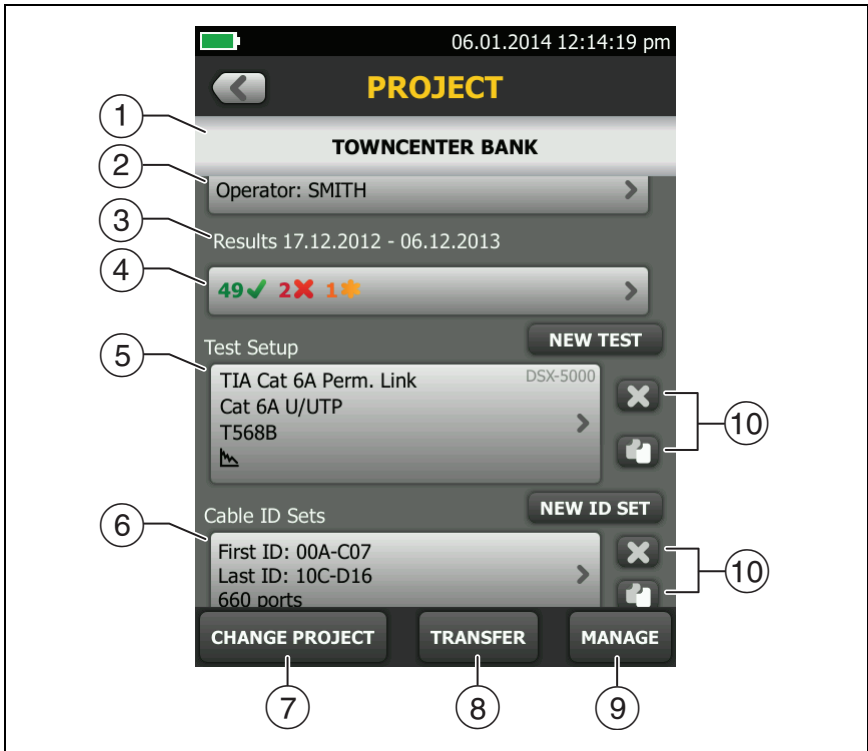 06.01.2014 12:14:19 pm
PROJECT
1
TOWNCENTER BANK
2
Operator: SMITH
3
Results 17.12.2012 - 06.12.2013
4
49 2 1
NEW TEST
5
Test Setup
TIA Cat 6A Perm. Link
DSX-5000
Cat 6A U/UTP
T568B
10
NEW ID SET
6
Cable ID Sets
First ID: 00A-C07
Last ID: 10C-D16
660 ports
10
CHANGE PROJECT
TRANSFER
MANAGE
7
8
9